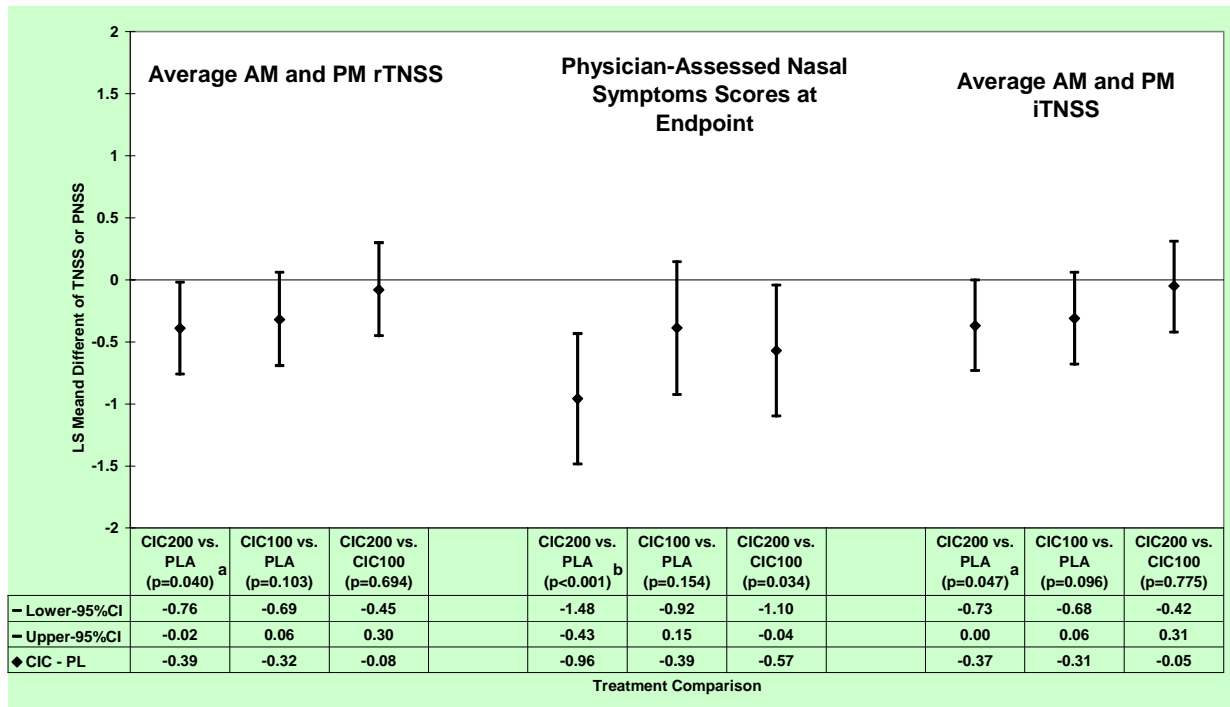 2
1.5
1
0.5
0
-0.5
-1
-1.5
-2
LS Meand Different of TNSS or PNSS
Average AM and PM rTNSS
Physician-Assessed Nasal
Symptoms Scores at
Endpoint
Average AM and PM
iTNSS
CIC200 vs. CIC100 vs. CIC200 vs. CIC200 vs. CIC100 vs. CIC200 vs. CIC200 vs. CIC100 vs. CIC200 vs.
PLA PLA CIC100 PLA PLA CIC100 PLA PLA CIC100
(p=0.040) a (p=0.103) (p=0.694) (p<0.001) b (p=0.154) (p=0.034) (p=0.047) a (p=0.096) (p=0.775)
Lower-95%CI -0.76 -0.69 -0.45 -1.48 -0.92 -1.10 -0.73 -0.68 -0.42
Upper-95%CI -0.02 0.06 0.30 -0.43 0.15 -0.04 0.00 0.06 0.31
CIC - PL -0.39 -0.32 -0.08 -0.96 -0.39 -0.57 -0.37 -0.31 -0.05
Treatment Comparison